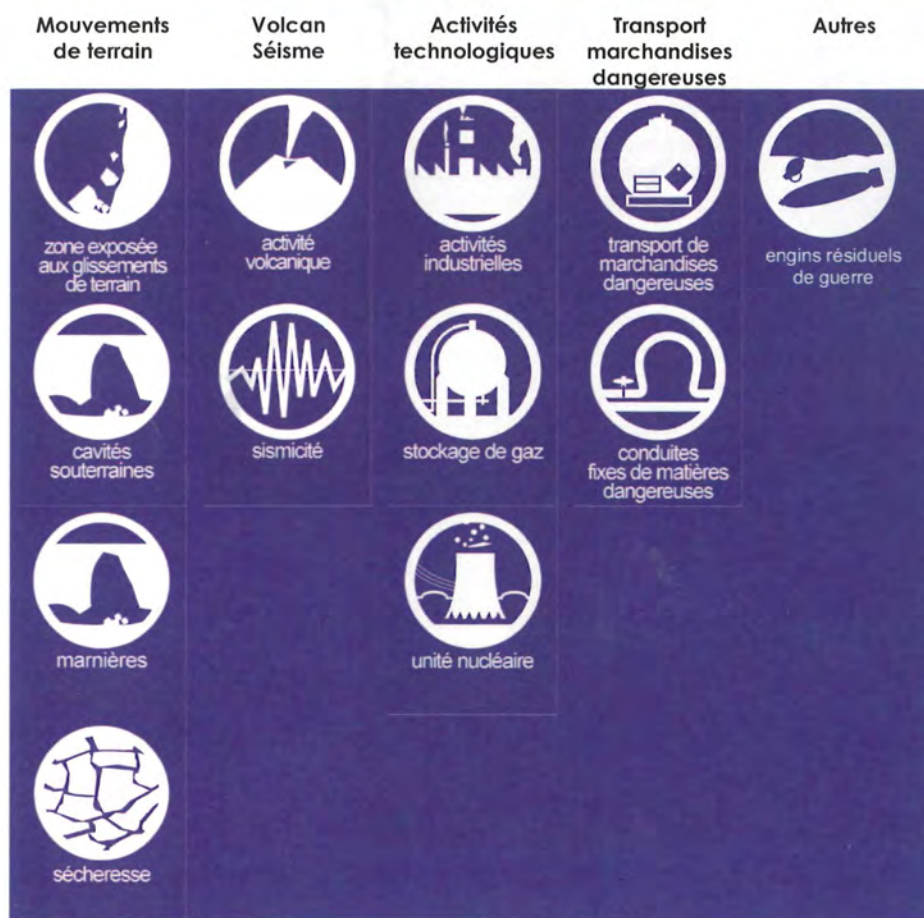 Mouvements
de terrain
Volcan
Séisme
Activités
technologiques
Transport
marchandises
dangereuses
Autres
zone exposée
aux glissements
de terrain
activité
volcanique
activités
industrielles
transport de
marchandises
dangereuses
engins résiduels
de guerre
cavités
souterraines
sismicité
stockage de gaz
conduites
fixes de matières
dangereuses
marnières
unité nucléaire
sécheresse